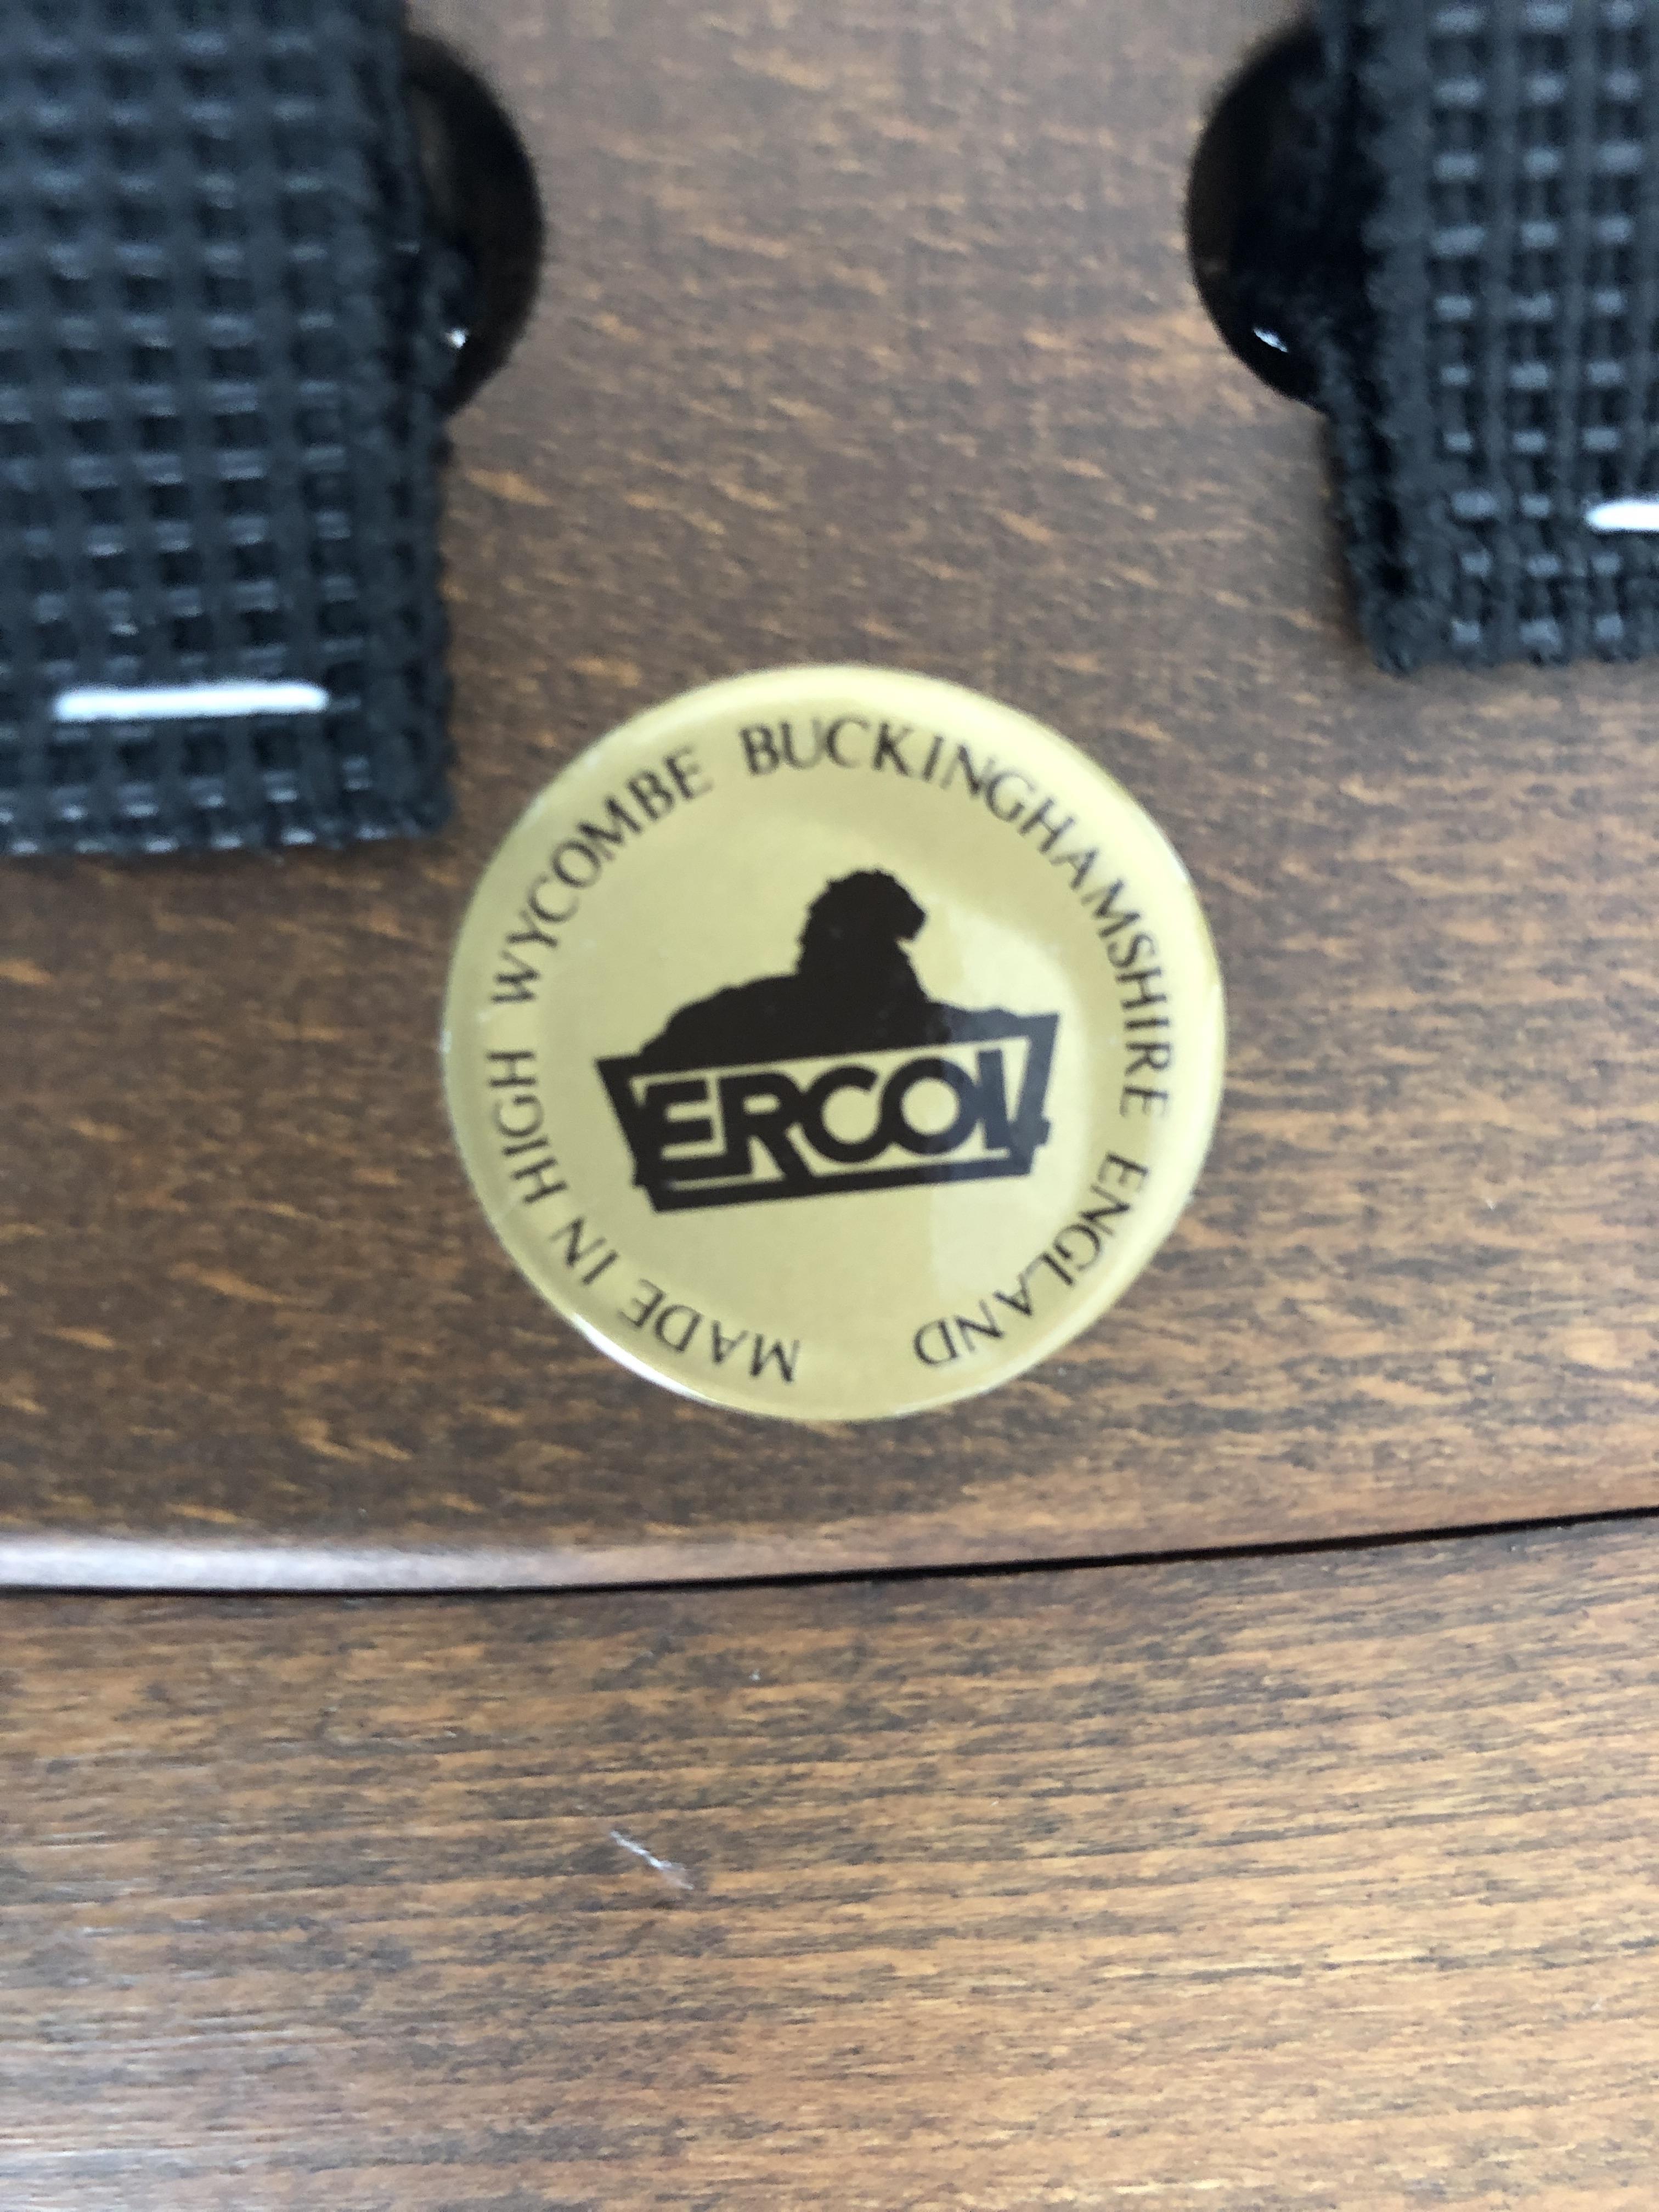 MADE IN HIGH WYCOMBE BUCKINGHAMSHIRE ENGLAND
ERCOL